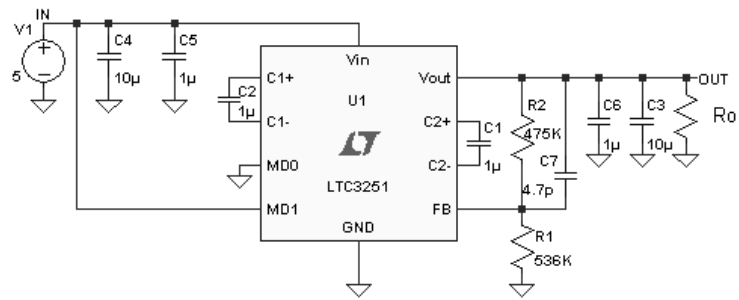 IN
V1
5
C4
10µ
C5
1µ
C1+
C2
1µ
C1-
MD0
MD1
Vin
U1
LTC3251
GND
Vout
C2+
C2-
FB
C1
1µ
R2
475K
C7
4.7p
R1
536K
C6
1µ
C3
10µ
OUT
Ro